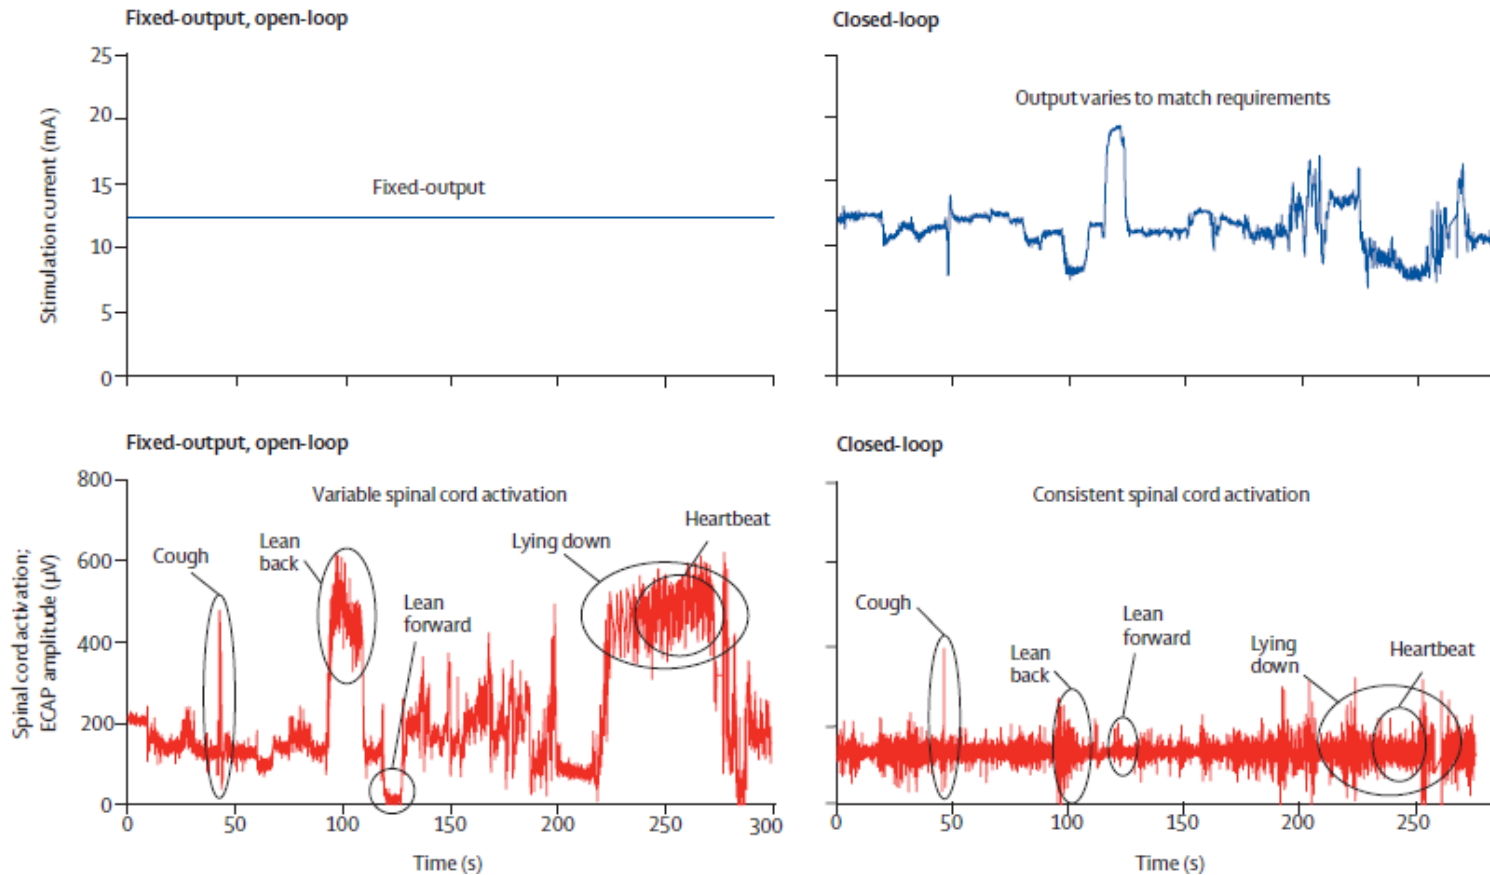 Fixed-output, open-loop
Stimulation current (mA)
25
20
15
10
5
0
Fixed-output
Closed-loop
Output varies to match requirements
Fixed-output, open-loop
Spinal cord activation;
ECAP amplitude (µV)
800
600
400
200
0
Variable spinal cord activation
Cough
Lean
back
Lean
forward
Lying down
Heartbeat
0
50
100
150
200
250
300
Time (s)
Closed-loop
Consistent spinal cord activation
Cough
Lean
back
Lean
forward
Lying
down
Heartbeat
0
50
100
150
200
250
Time (s)